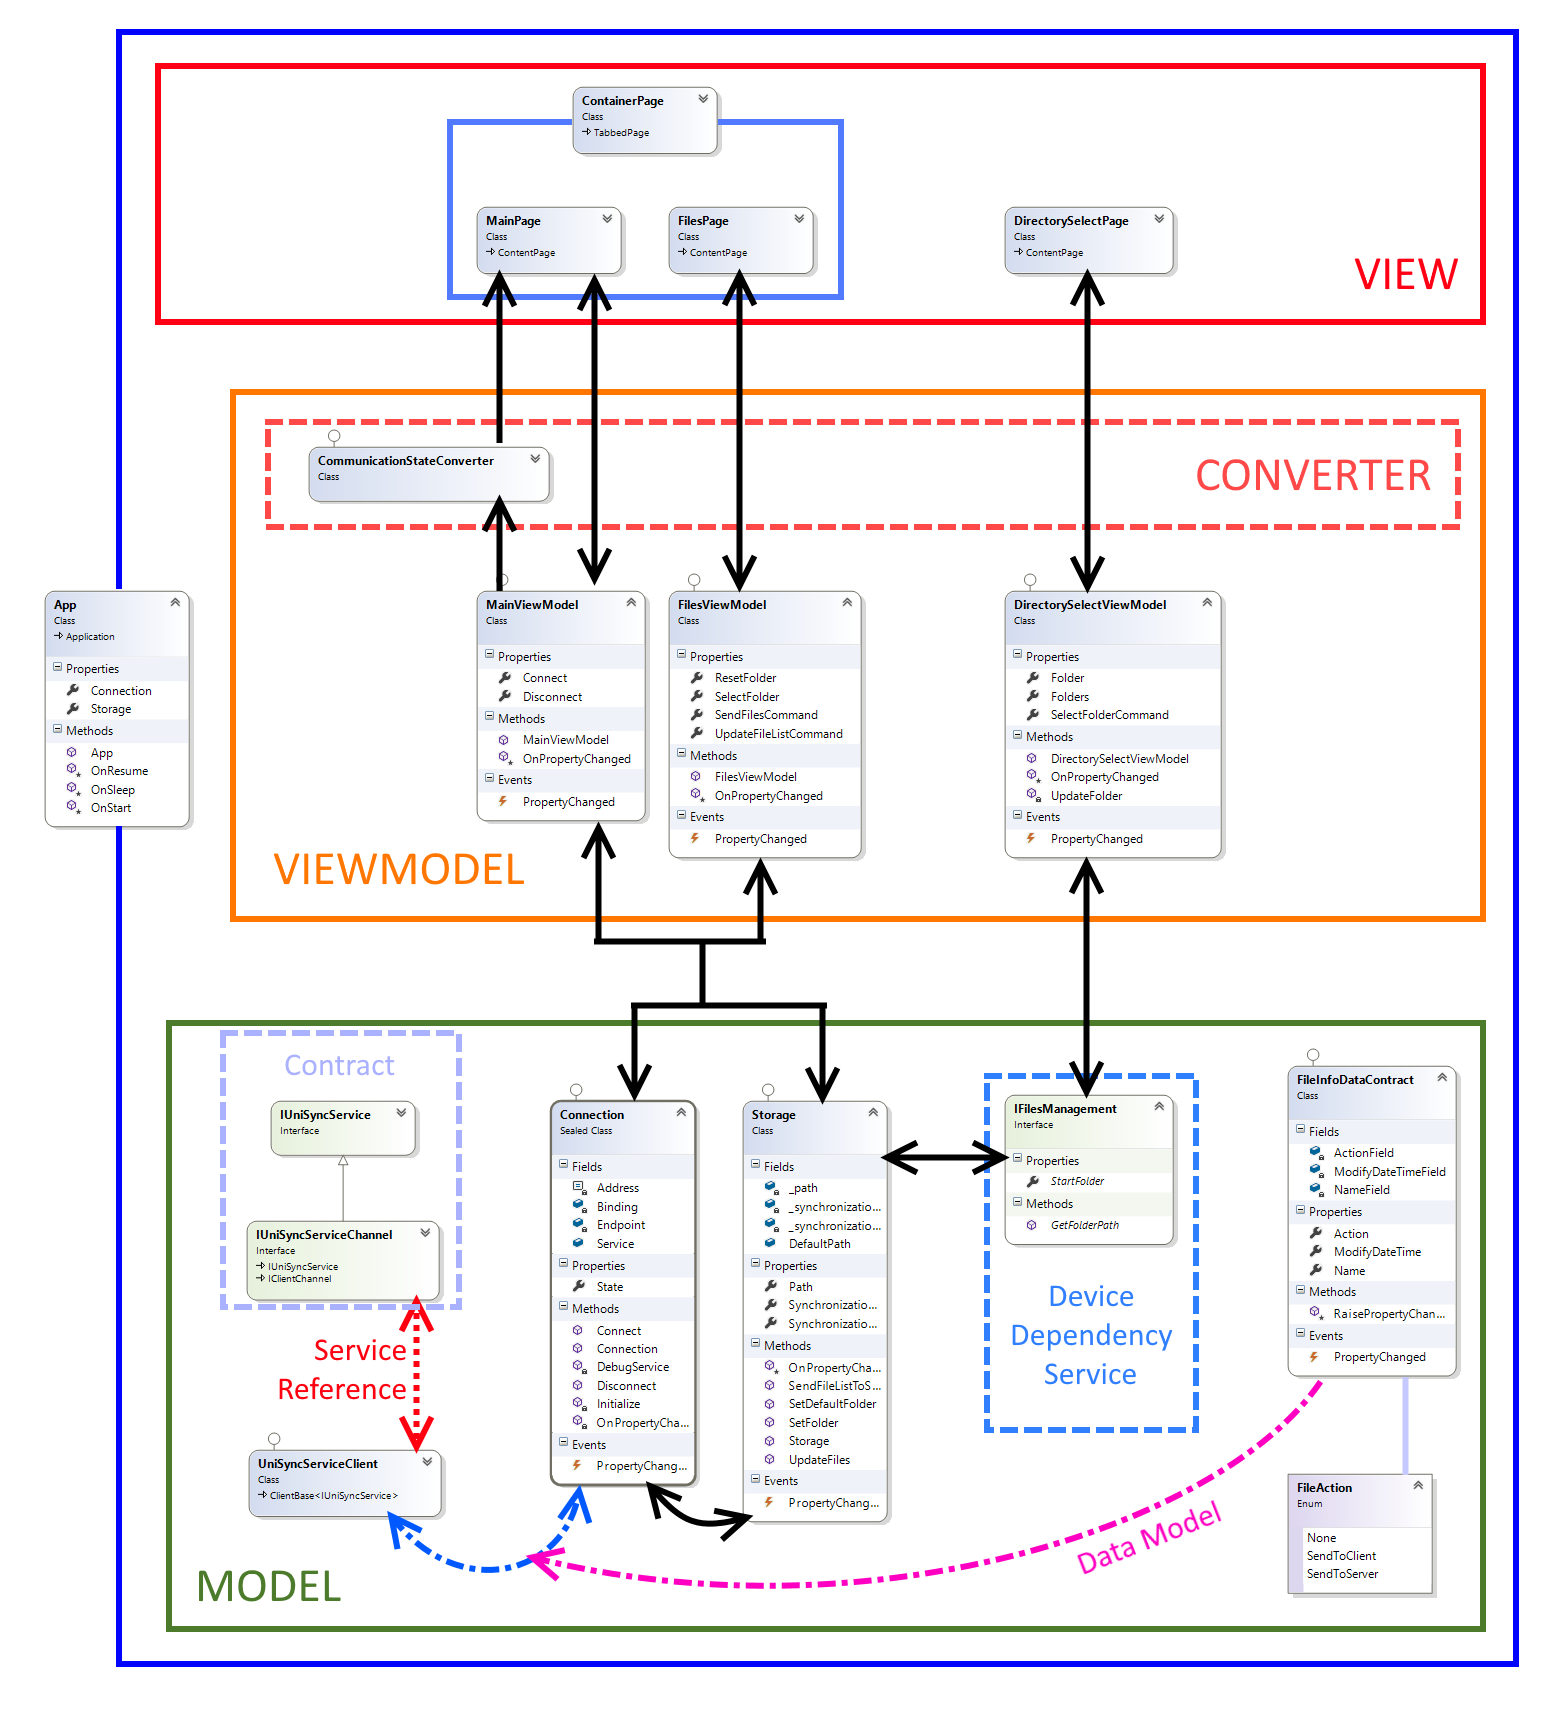 ContainerPage
Class
TabbedPage
MainPage
Class
ContentPage
FilesPage
Class
ContentPage
DirectorySelectPage
Class
ContentPage
VIEW
CommunicationStateConverter
Class
CONVERTER
App
Class
Application
Properties
Connection
Storage
Methods
App
OnResume
OnSleep
OnStart
MainViewModel
Class
Properties
Connect
Disconnect
Methods
MainViewModel
OnPropertyChanged
Events
PropertyChanged
FilesViewModel
Class
Properties
ResetFolder
SelectFolder
SendFilesCommand
UpdateFileListCommand
Methods
FilesViewModel
OnPropertyChanged
Events
PropertyChanged
DirectorySelectViewModel
Class
Properties
Folder
Folders
SelectFolderCommand
Methods
DirectorySelectViewModel
OnPropertyChanged
UpdateFolder
Events
PropertyChanged
VIEWMODEL
Contract
IUniSyncService
Interface
IUniSyncServiceChannel
Interface
IUniSyncService
IClientChannel
Service
Reference
UniSyncServiceClient
Class
ClientBase<IUniSyncService>
Connection
Sealed Class
Fields
Address
Binding
Endpoint
Service
Properties
State
Methods
Connect
Connection
DebugService
Disconnect
Initialize
OnPropertyCha...
Events
PropertyChang...
Storage
Class
Fields
_path
_synchronizatio...
_synchronizatio...
DefaultPath
Properties
Path
Synchronizatio...
Synchronizatio...
Methods
OnPropertyCha...
SendFileListToS...
SetDefaultFolder
SetFolder
Storage
UpdateFiles
Events
PropertyChang...
IFilesManagement
Interface
Properties
StartFolder
Methods
GetFolderPath
Device
Dependency
Service
FileInfoDataContract
Class
Fields
ActionField
ModifyDateTimeField
NameField
Properties
Action
ModifyDateTime
Name
Methods
RaisePropertyChan...
Events
PropertyChanged
FileAction
Enum
None
SendToClient
SendToServer
Data Model
MODEL